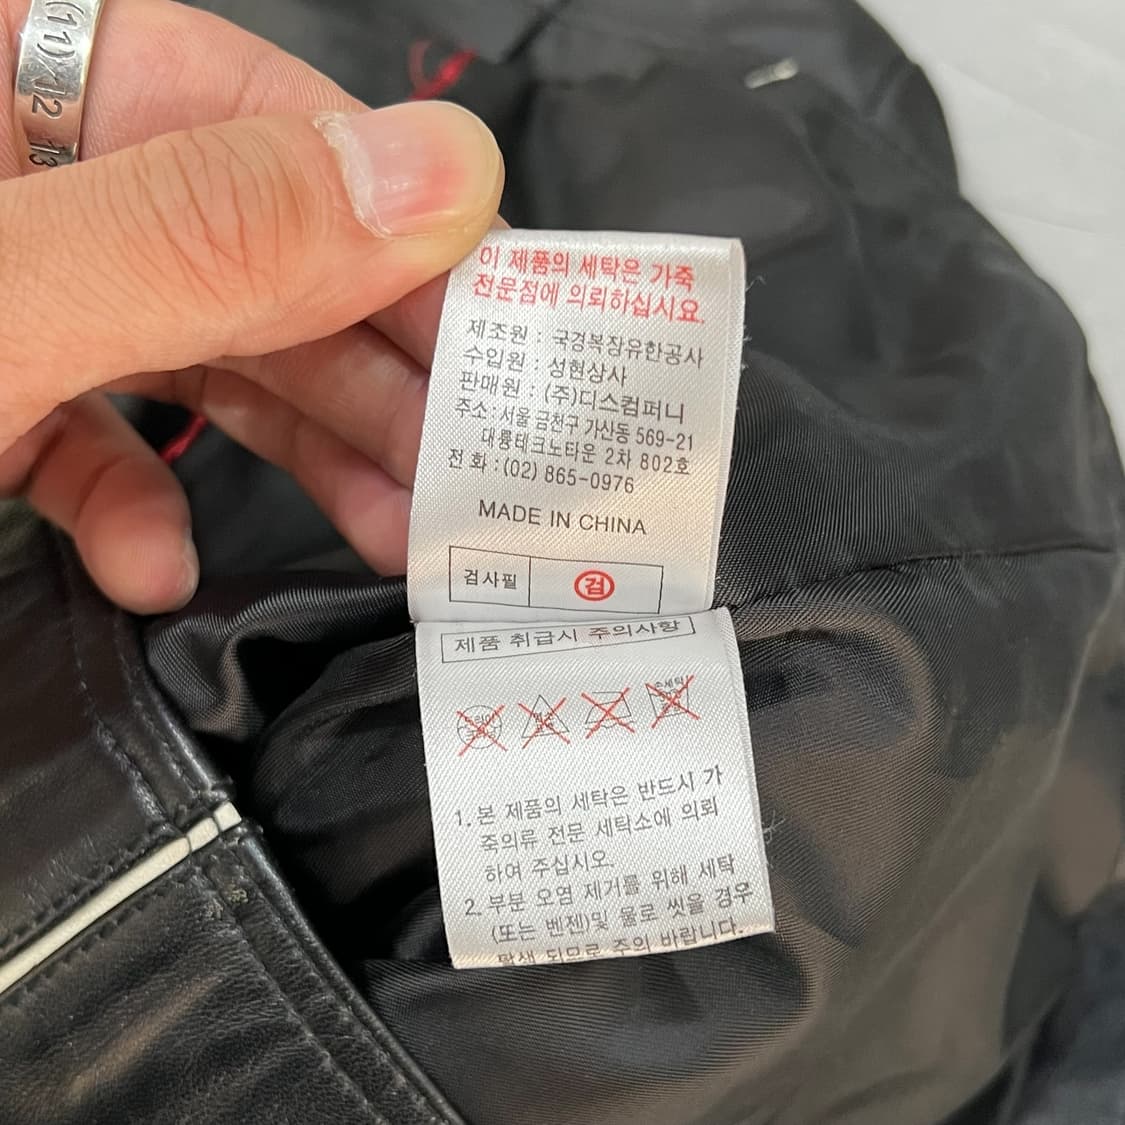 이 제품의 세탁은 가죽
전문점에 의뢰하십시요.
제조원 : 국경복장유한공사
수입원 : 성현상사
판매원 : (주)디스컴퍼니
주소 : 서울 금천구 가산동 569-21
대륭테크노타운 2차 802호
전 화 : (02) 865-0976
MADE IN CHINA
검사필 검
제품 취급시 주의사항
손세탁
1. 본 제품의 세탁은 반드시 가
죽의류 전문 세탁소에 의뢰
하여 주십시오.
2. 부분 오염 제거를 위해 세탁
(또는 벤젠)및 물로 씻을 경우
탈색 되므로 주의 바랍니다.
(11) 12 13